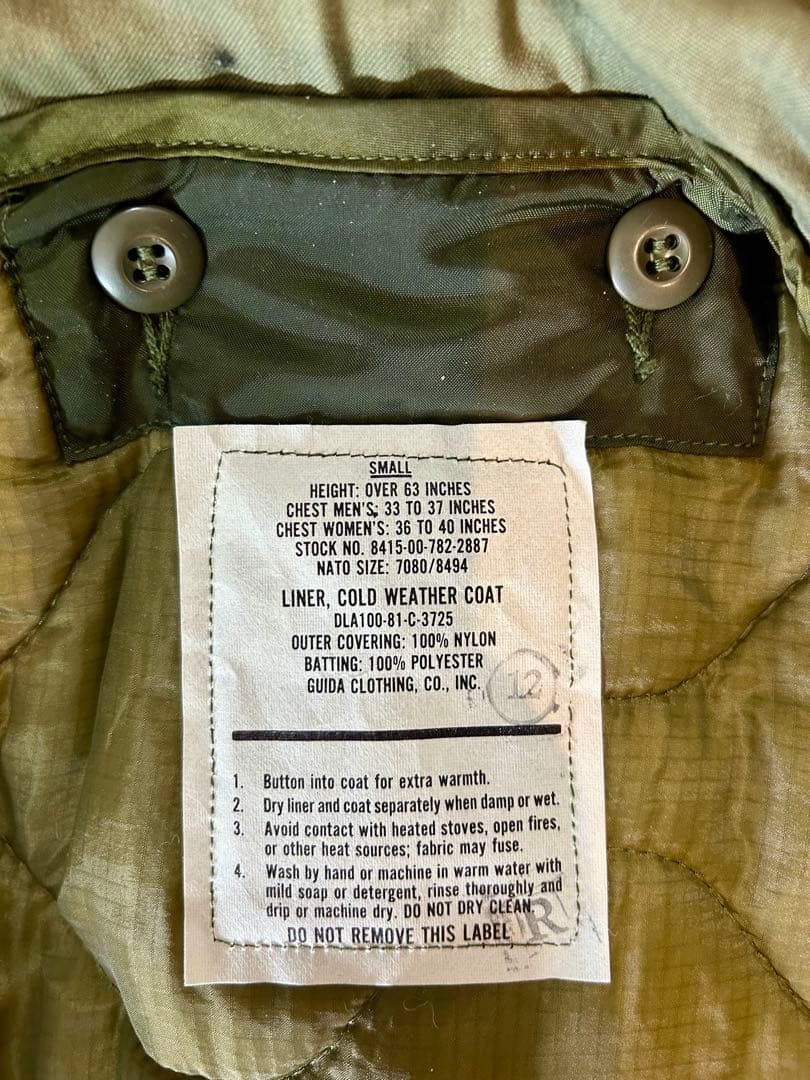 SMALL
HEIGHT: OVER 63 INCHES
CHEST MEN'S: 33 TO 37 INCHES
CHEST WOMEN'S: 36 TO 40 INCHES
STOCK NO. 8415-00-782-2887
NATO SIZE: 7080/8494
LINER, COLD WEATHER COAT
DLA100-81-C-3725
OUTER COVERING: 100% NYLON
BATTING: 100% POLYESTER
GUIDA CLOTHING, CO., INC.
12
1. Button into coat for extra warmth.
2. Dry liner and coat separately when damp or wet.
3. Avoid contact with heated stoves, open fires,
or other heat sources; fabric may fuse.
4. Wash by hand or machine in warm water with
mild soap or detergent, rinse thoroughly and
drip or machine dry. DO NOT DRY CLEAN.
DO NOT REMOVE THIS LABEL
R